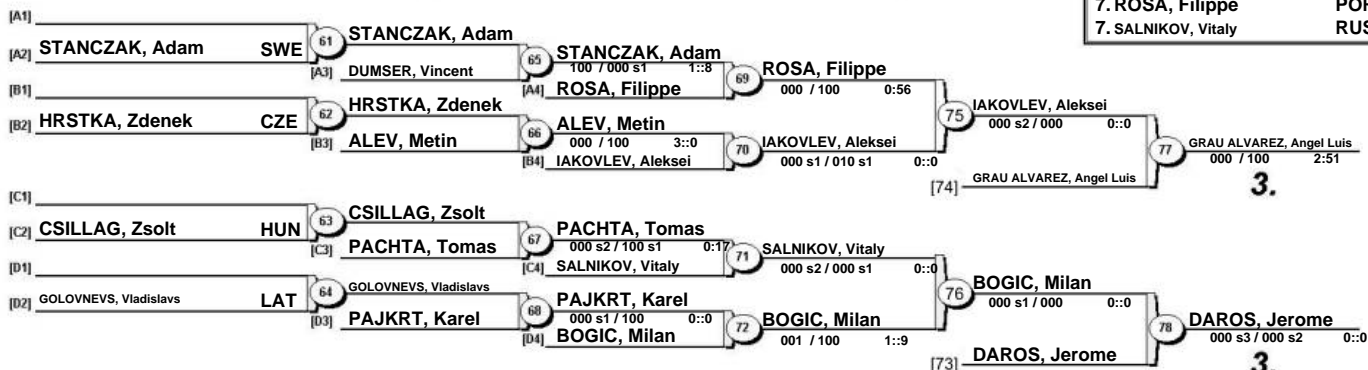 7. ROSA, Filippe
7. SALNIKOV, Vitaly RUS
[A1]
[A2] STANCZAK, Adam SWE
61 STANCZAK, Adam
[A3] DUMSER, Vincent
65 STANCZAK, Adam
100 / 000 s1 1::8
[A4] ROSA, Filippe
69 ROSA, Filippe
000 / 100 0:56
[B1]
[B2] HRSTKA, Zdenek CZE
62 HRSTKA, Zdenek
[B3] ALEV, Metin
66 ALEV, Metin
000 / 100 3::0
[B4] IAKOVLEV, Aleksei
70 IAKOVLEV, Aleksei
000 s1 / 010 s1 0::0
75 IAKOVLEV, Aleksei
000 s2 / 000 0::0
[74] GRAU ALVAREZ, Angel Luis
77 GRAU ALVAREZ, Angel Luis
000 / 100 2:51
3.
[C1]
[C2] CSILLAG, Zsolt HUN
63 CSILLAG, Zsolt
[C3] PACHTA, Tomas
67 PACHTA, Tomas
000 s2 / 100 s1 0:17
[C4] SALNIKOV, Vitaly
71 SALNIKOV, Vitaly
000 s2 / 000 s1 0::0
[D1]
[D2] GOLOVNEVS, Vladislavs LAT
64 GOLOVNEVS, Vladislavs
[D3] PAJKRT, Karel
68 PAJKRT, Karel
000 s1 / 100 0::0
[D4] BOGIC, Milan
72 BOGIC, Milan
001 / 100 1::9
76 BOGIC, Milan
000 s1 / 000 0::0
[73] DAROS, Jerome
78 DAROS, Jerome
000 s3 / 000 s2 0::0
3.